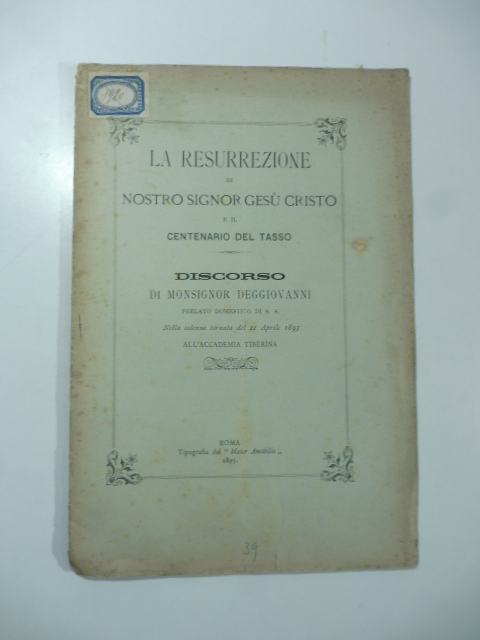 1920
LA RESURREZIONE
DI
NOSTRO SIGNOR GESÙ CRISTO
E IL
CENTENARIO DEL TASSO
DISCORSO
DI MONSIGNOR DEGGIOVANNI
PRELATO DOMESTICO DI S. S.
Nella solenne tornata del 21 Aprile 1895
ALL'ACCADEMIA TIBERINA
ROMA
Tipografia del " Mater Amabilis „
1895.
39